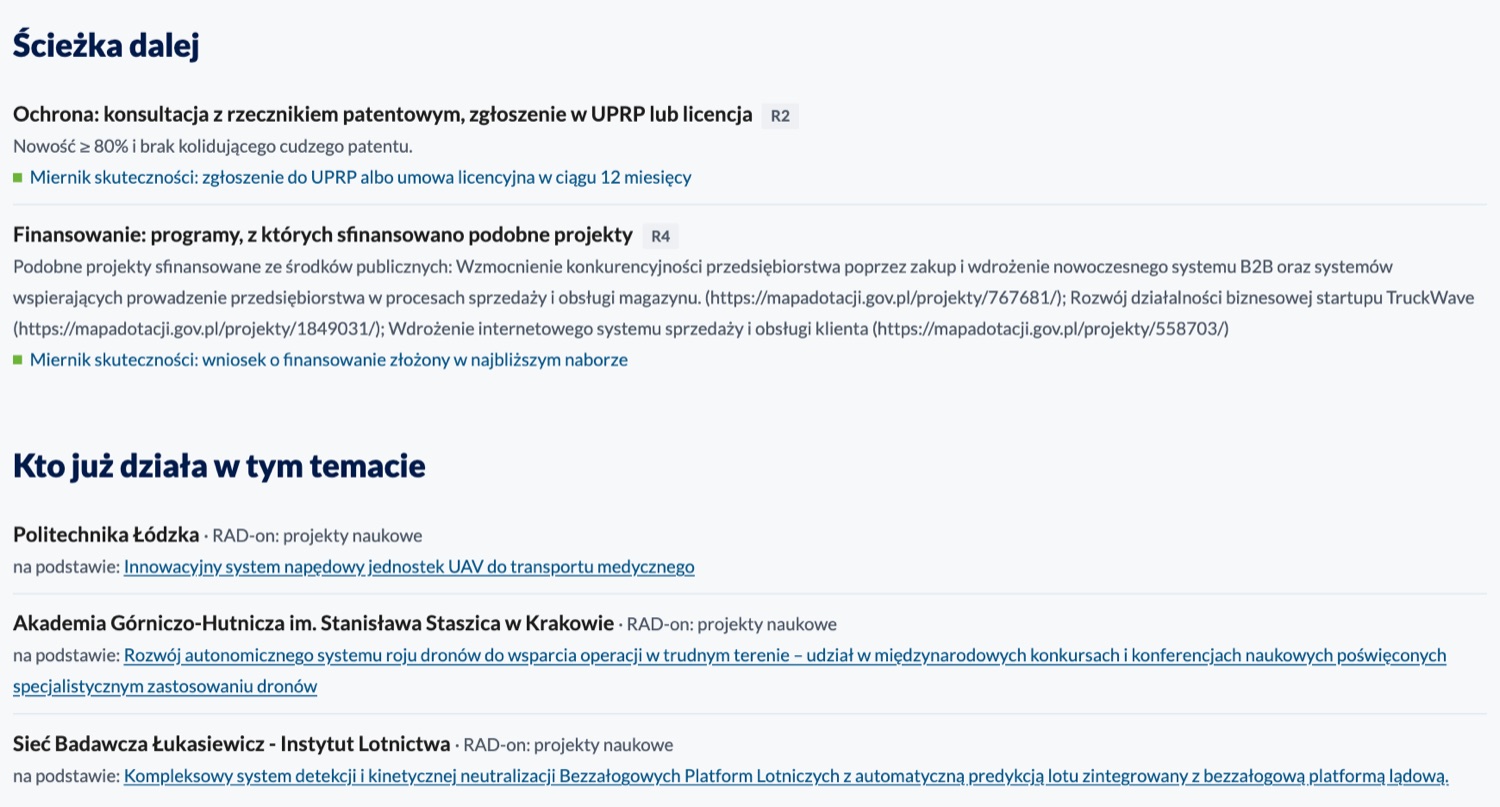 Ścieżka dalej
Ochrona: konsultacja z rzecznikiem patentowym, zgłoszenie w UPRP lub licencja R2
Nowość ≥ 80% i brak kolidującego cudzego patentu.
Miernik skuteczności: zgłoszenie do UPRP albo umowa licencyjna w ciągu 12 miesięcy
Finansowanie: programy, z których sfinansowano podobne projekty R4
Podobne projekty sfinansowane ze środków publicznych: Wzmocnienie konkurencyjności przedsiębiorstwa poprzez zakup i wdrożenie nowoczesnego systemu B2B oraz systemów
wspierających prowadzenie przedsiębiorstwa w procesach sprzedaży i obsługi magazynu. (https://mapadotacji.gov.pl/projekty/767681/); Rozwój działalności biznesowej startupu TruckWave
(https://mapadotacji.gov.pl/projekty/1849031/); Wdrożenie internetowego systemu sprzedaży i obsługi klienta (https://mapadotacji.gov.pl/projekty/558703/)
Miernik skuteczności: wniosek o finansowanie złożony w najbliższym naborze
Kto już działa w tym temacie
Politechnika Łódzka · RAD-on: projekty naukowe
na podstawie: Innowacyjny system napędowy jednostek UAV do transportu medycznego
Akademia Górniczo-Hutnicza im. Stanisława Staszica w Krakowie · RAD-on: projekty naukowe
na podstawie: Rozwój autonomicznego systemu roju dronów do wsparcia operacji w trudnym terenie – udział w międzynarodowych konkursach i konferencjach naukowych poświęconych
specjalistycznym zastosowaniu dronów
Sieć Badawcza Łukasiewicz - Instytut Lotnictwa · RAD-on: projekty naukowe
na podstawie: Kompleksowy system detekcji i kinetycznej neutralizacji Bezzałogowych Platform Lotniczych z automatyczną predykcją lotu zintegrowany z bezzałogową platformą lądową.